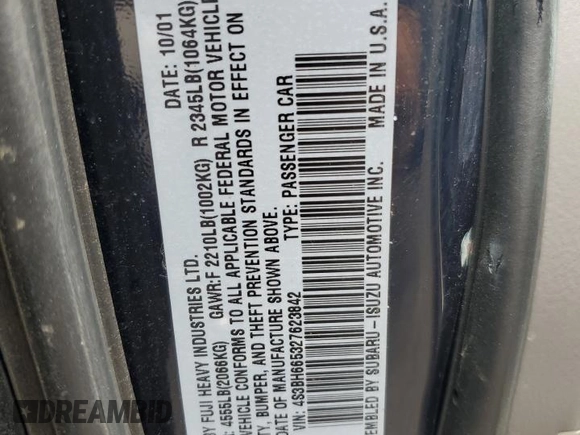 BY FUJI HEAVY INDUSTRIES LTD. DATE: 10/01
4555LB(2066KG) GAWR:F 2210LB(1002KG) R 2345LB(1064KG)
VEHICLE CONFORMS TO ALL APPLICABLE FEDERAL MOTOR VEHICLE
BUMPER, AND THEFT PREVENTION STANDARDS IN EFFECT ON
DATE OF MANUFACTURE SHOWN ABOVE.
VIN: 4S3BH665327623842 TYPE: PASSENGER CAR
ASSEMBLED BY SUBARU-ISUZU AUTOMOTIVE INC. MADE IN U.S.A.
DREAMBID